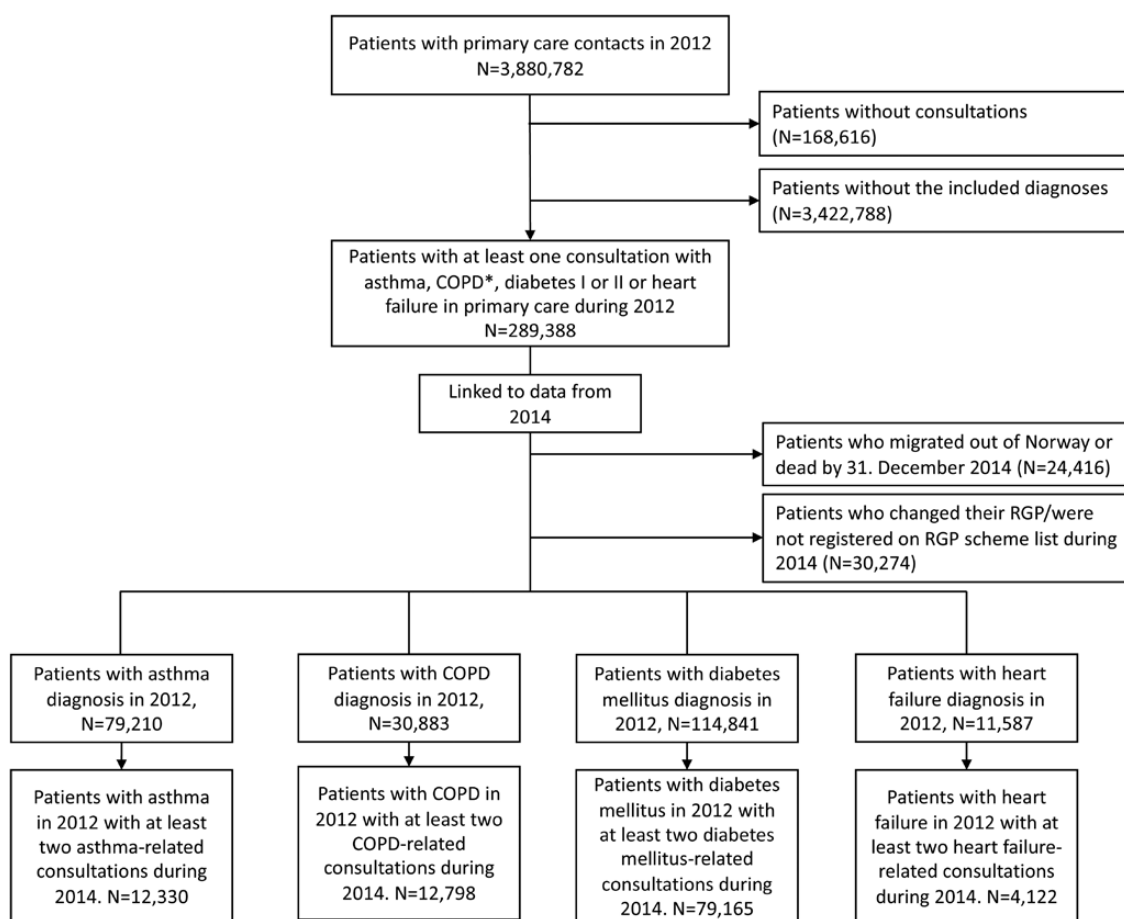 Patients with primary care contacts in 2012
N=3,880,782
Patients without consultations
(N=168,616)
Patients without the included diagnoses
(N=3,422,788)
Patients with at least one consultation with
asthma, COPD*, diabetes I or II or heart
failure in primary care during 2012
N=289,388
Linked to data from
2014
Patients who migrated out of Norway or
dead by 31. December 2014 (N=24,416)
Patients who changed their RGP/were
not registered on RGP scheme list during
2014 (N=30,274)
Patients with asthma
diagnosis in 2012,
N=79,210
Patients with COPD
diagnosis in 2012,
N=30,883
Patients with diabetes
mellitus diagnosis in
2012, N=114,841
Patients with heart
failure diagnosis in
2012, N=11,587
Patients with asthma
in 2012 with at least
two asthma-related
consultations during
2014. N=12,330
Patients with COPD in
2012 with at least two
COPD-related
consultations during
2014. N=12,798
Patients with diabetes
mellitus in 2012 with
at least two diabetes
mellitus-related
consultations during
2014. N=79,165
Patients with heart
failure in 2012 with at
least two heart failure-
related consultations
during 2014. N=4,122